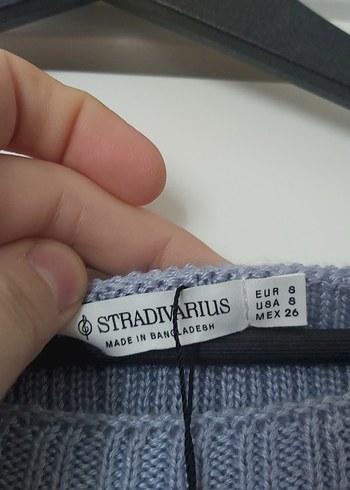 STRADIVARIUS
MADE IN BANGLADESH
EUR S
USA S
MEX 26